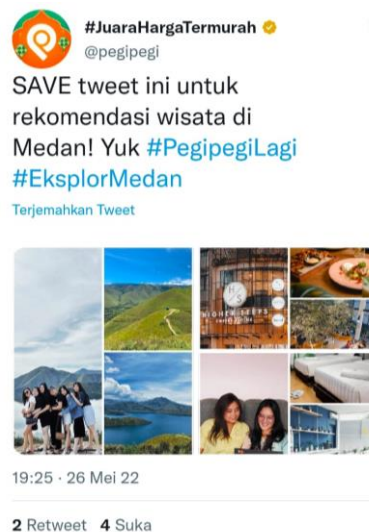 #JuaraHargaTermurah
@pegipegi
SAVE tweet ini untuk
rekomendasi wisata di
Medan! Yuk #PegipegiLagi
#EksplorMedan
Terjemahkan Tweet
HIGHER STEPS
19:25 · 26 Mei 22
2 Retweet 4 Suka